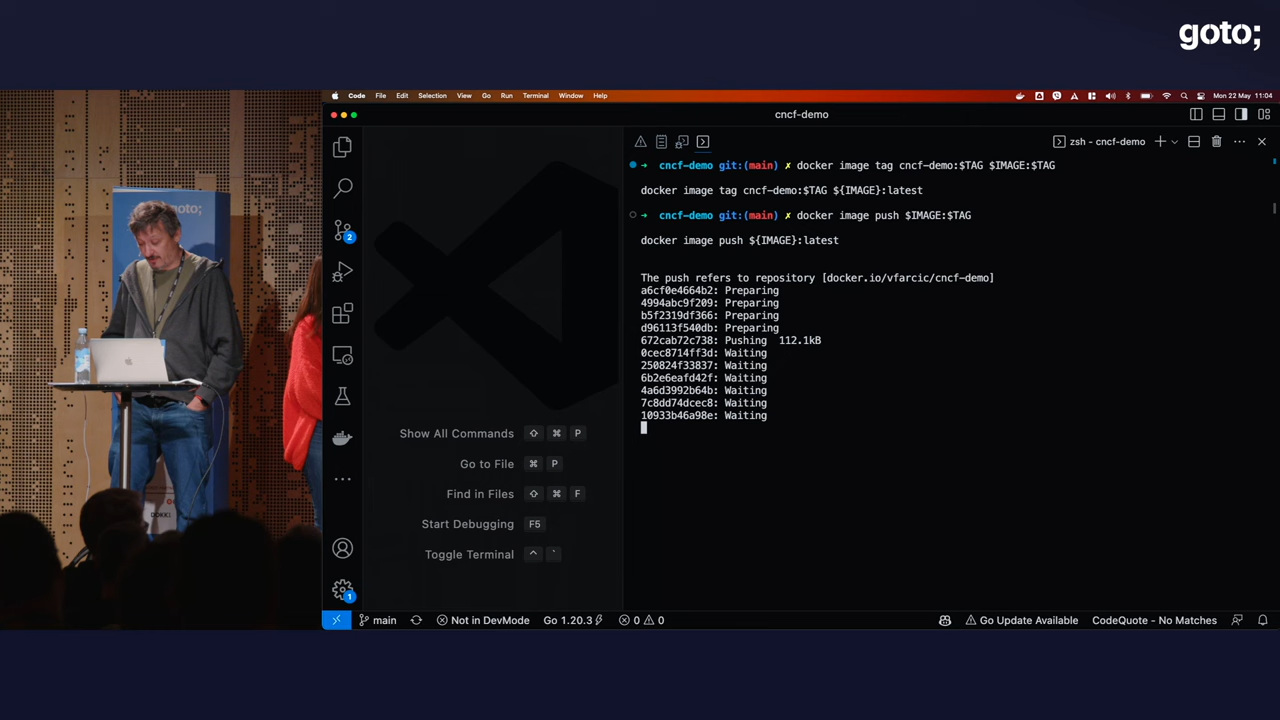 goto;
Code File Edit Selection View Go Run Terminal Window Help
Mon 22 May 11:04
cncf-demo
zsh - cncf-demo
➜ cncf-demo git:(main) ✗ docker image tag cncf-demo:$TAG $IMAGE:$TAG
docker image tag cncf-demo:$TAG ${IMAGE}:latest
➜ cncf-demo git:(main) ✗ docker image push $IMAGE:$TAG
docker image push ${IMAGE}:latest
The push refers to repository [docker.io/vfarcic/cncf-demo]
a6cf0e4664b2: Preparing
4994abc9f209: Preparing
b5f2319df366: Preparing
d96113f540db: Preparing
672cab72c738: Pushing 112.1kB
0cec8714ff3d: Waiting
250824f33837: Waiting
6b2e6eafd42f: Waiting
4a6d3992b64b: Waiting
7c8dd74dcec8: Waiting
10933b46a98e: Waiting
goto;
2
Show All Commands ⇧ ⌘ P
Go to File ⌘ P
Find in Files ⇧ ⌘ F
Start Debugging F5
Toggle Terminal ^ `
1
main
Not in DevMode
Go 1.20.3
0 0
Go Update Available
CodeQuote - No Matches